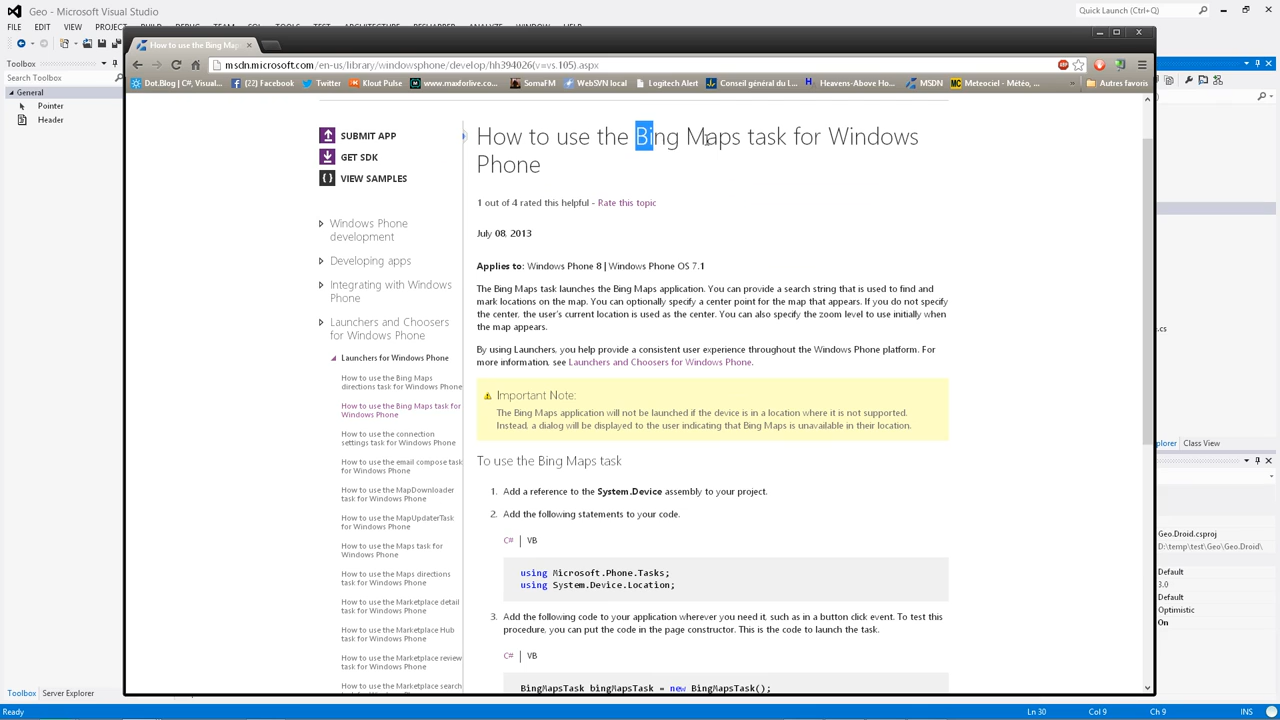 Geo - Microsoft Visual Studio
Quick Launch (Ctrl+Q)
FILE EDIT VIEW PROJECT
Toolbox
Search Toolbox
General
Pointer
Header
How to use the Bing Maps
msdn.microsoft.com/en-us/library/windowsphone/develop/hh394026(v=vs.105).aspx
Dot.Blog | C#, Visual... (22) Facebook Twitter Klout Pulse www.maxforlive.co... SomaFM WebSVN local Logitech Alert Conseil général du L... Heavens-Above Ho... MSDN Meteociel - Météo, ... » Autres favoris
SUBMIT APP
GET SDK
VIEW SAMPLES
Windows Phone
development
Developing apps
Integrating with Windows
Phone
Launchers and Choosers
for Windows Phone
Launchers for Windows Phone
How to use the Bing Maps
directions task for Windows Phone
How to use the Bing Maps task for
Windows Phone
How to use the connection
settings task for Windows Phone
How to use the email compose task
for Windows Phone
How to use the MapDownloader
task for Windows Phone
How to use the MapUpdaterTask
for Windows Phone
How to use the Maps task for
Windows Phone
How to use the Maps directions
task for Windows Phone
How to use the Marketplace detail
task for Windows Phone
How to use the Marketplace Hub
task for Windows Phone
How to use the Marketplace review
task for Windows Phone
How to use the Marketplace search
How to use the Bing Maps task for Windows
Phone
1 out of 4 rated this helpful - Rate this topic
July 08, 2013
Applies to: Windows Phone 8 | Windows Phone OS 7.1
The Bing Maps task launches the Bing Maps application. You can provide a search string that is used to find and
mark locations on the map. You can optionally specify a center point for the map that appears. If you do not specify
the center, the user's current location is used as the center. You can also specify the zoom level to use initially when
the map appears.
By using Launchers, you help provide a consistent user experience throughout the Windows Phone platform. For
more information, see Launchers and Choosers for Windows Phone.
Important Note:
The Bing Maps application will not be launched if the device is in a location where it is not supported.
Instead, a dialog will be displayed to the user indicating that Bing Maps is unavailable in their location.
To use the Bing Maps task
1. Add a reference to the System.Device assembly to your project.
2. Add the following statements to your code.
C# | VB
using Microsoft.Phone.Tasks;
using System.Device.Location;
3. Add the following code to your application wherever you need it, such as in a button click event. To test this
procedure, you can put the code in the page constructor. This is the code to launch the task.
C# | VB
BingMapsTask bingMapsTask = new BingMapsTask();
.cs
Class View
Geo.Droid.csproj
D:\temp\test\Geo\Geo.Droid\
Default
3.0
Default
Optimistic
On
Toolbox Server Explorer
Ready
Ln 30 Col 9 Ch 9 INS